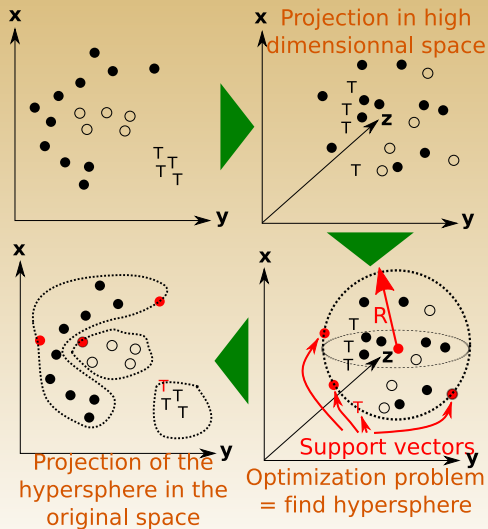 x
T
T
T
T
T
y
Projection in high
dimensionnal space
x
T
T
T
T
z
y
x
T
T
T
T
y
Projection of the
hypersphere in the
original space
x
R
T
T
T
z
T
Support vectors
y
Optimization problem
= find hypersphere